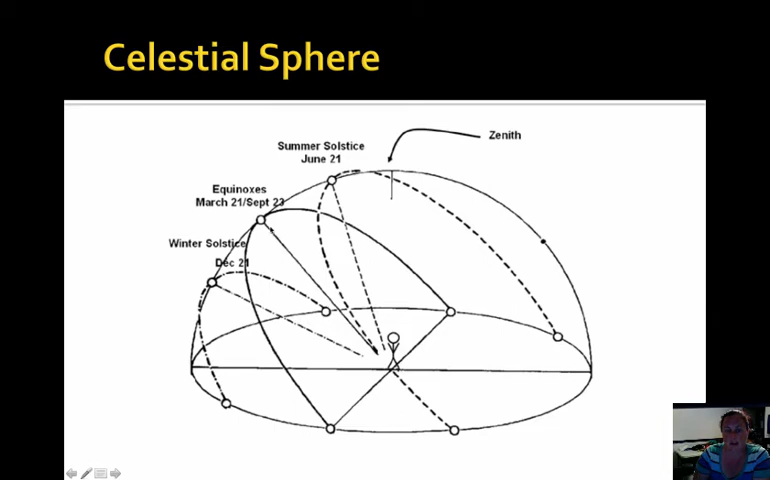 Celestial Sphere
Zenith
Summer Solstice
June 21
Equinoxes
March 21/Sept 23
Winter Solstice
Dec 21